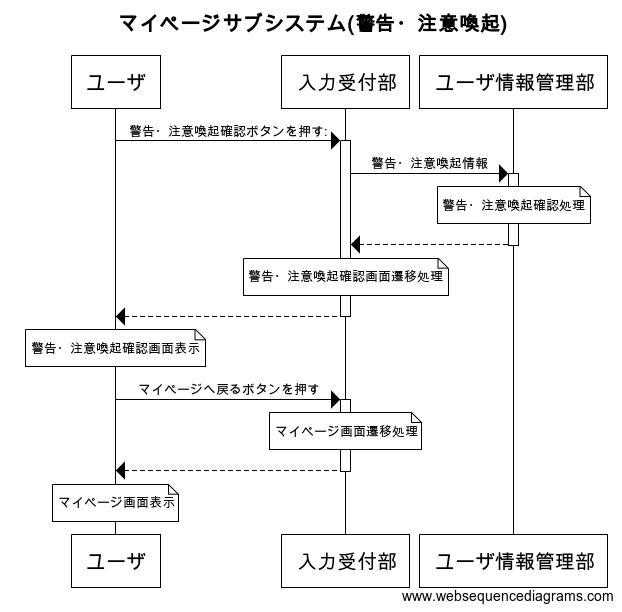 マイページサブシステム(警告・注意喚起)
ユーザ
入力受付部
ユーザ情報管理部
警告・注意喚起確認ボタンを押す:
警告・注意喚起情報
警告・注意喚起確認処理
警告・注意喚起確認画面遷移処理
警告・注意喚起確認画面表示
マイページへ戻るボタンを押す
マイページ画面遷移処理
マイページ画面表示
ユーザ
入力受付部
ユーザ情報管理部
www.websequencediagrams.com